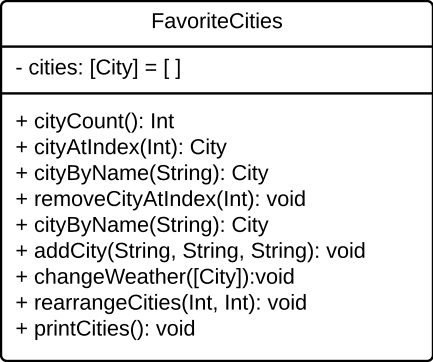 FavoriteCities
- cities: [City] = [ ]
+ cityCount(): Int
+ cityAtIndex(Int): City
+ cityByName(String): City
+ removeCityAtIndex(Int): void
+ cityByName(String): City
+ addCity(String, String, String): void
+ changeWeather([City]):void
+ rearrangeCities(Int, Int): void
+ printCities(): void